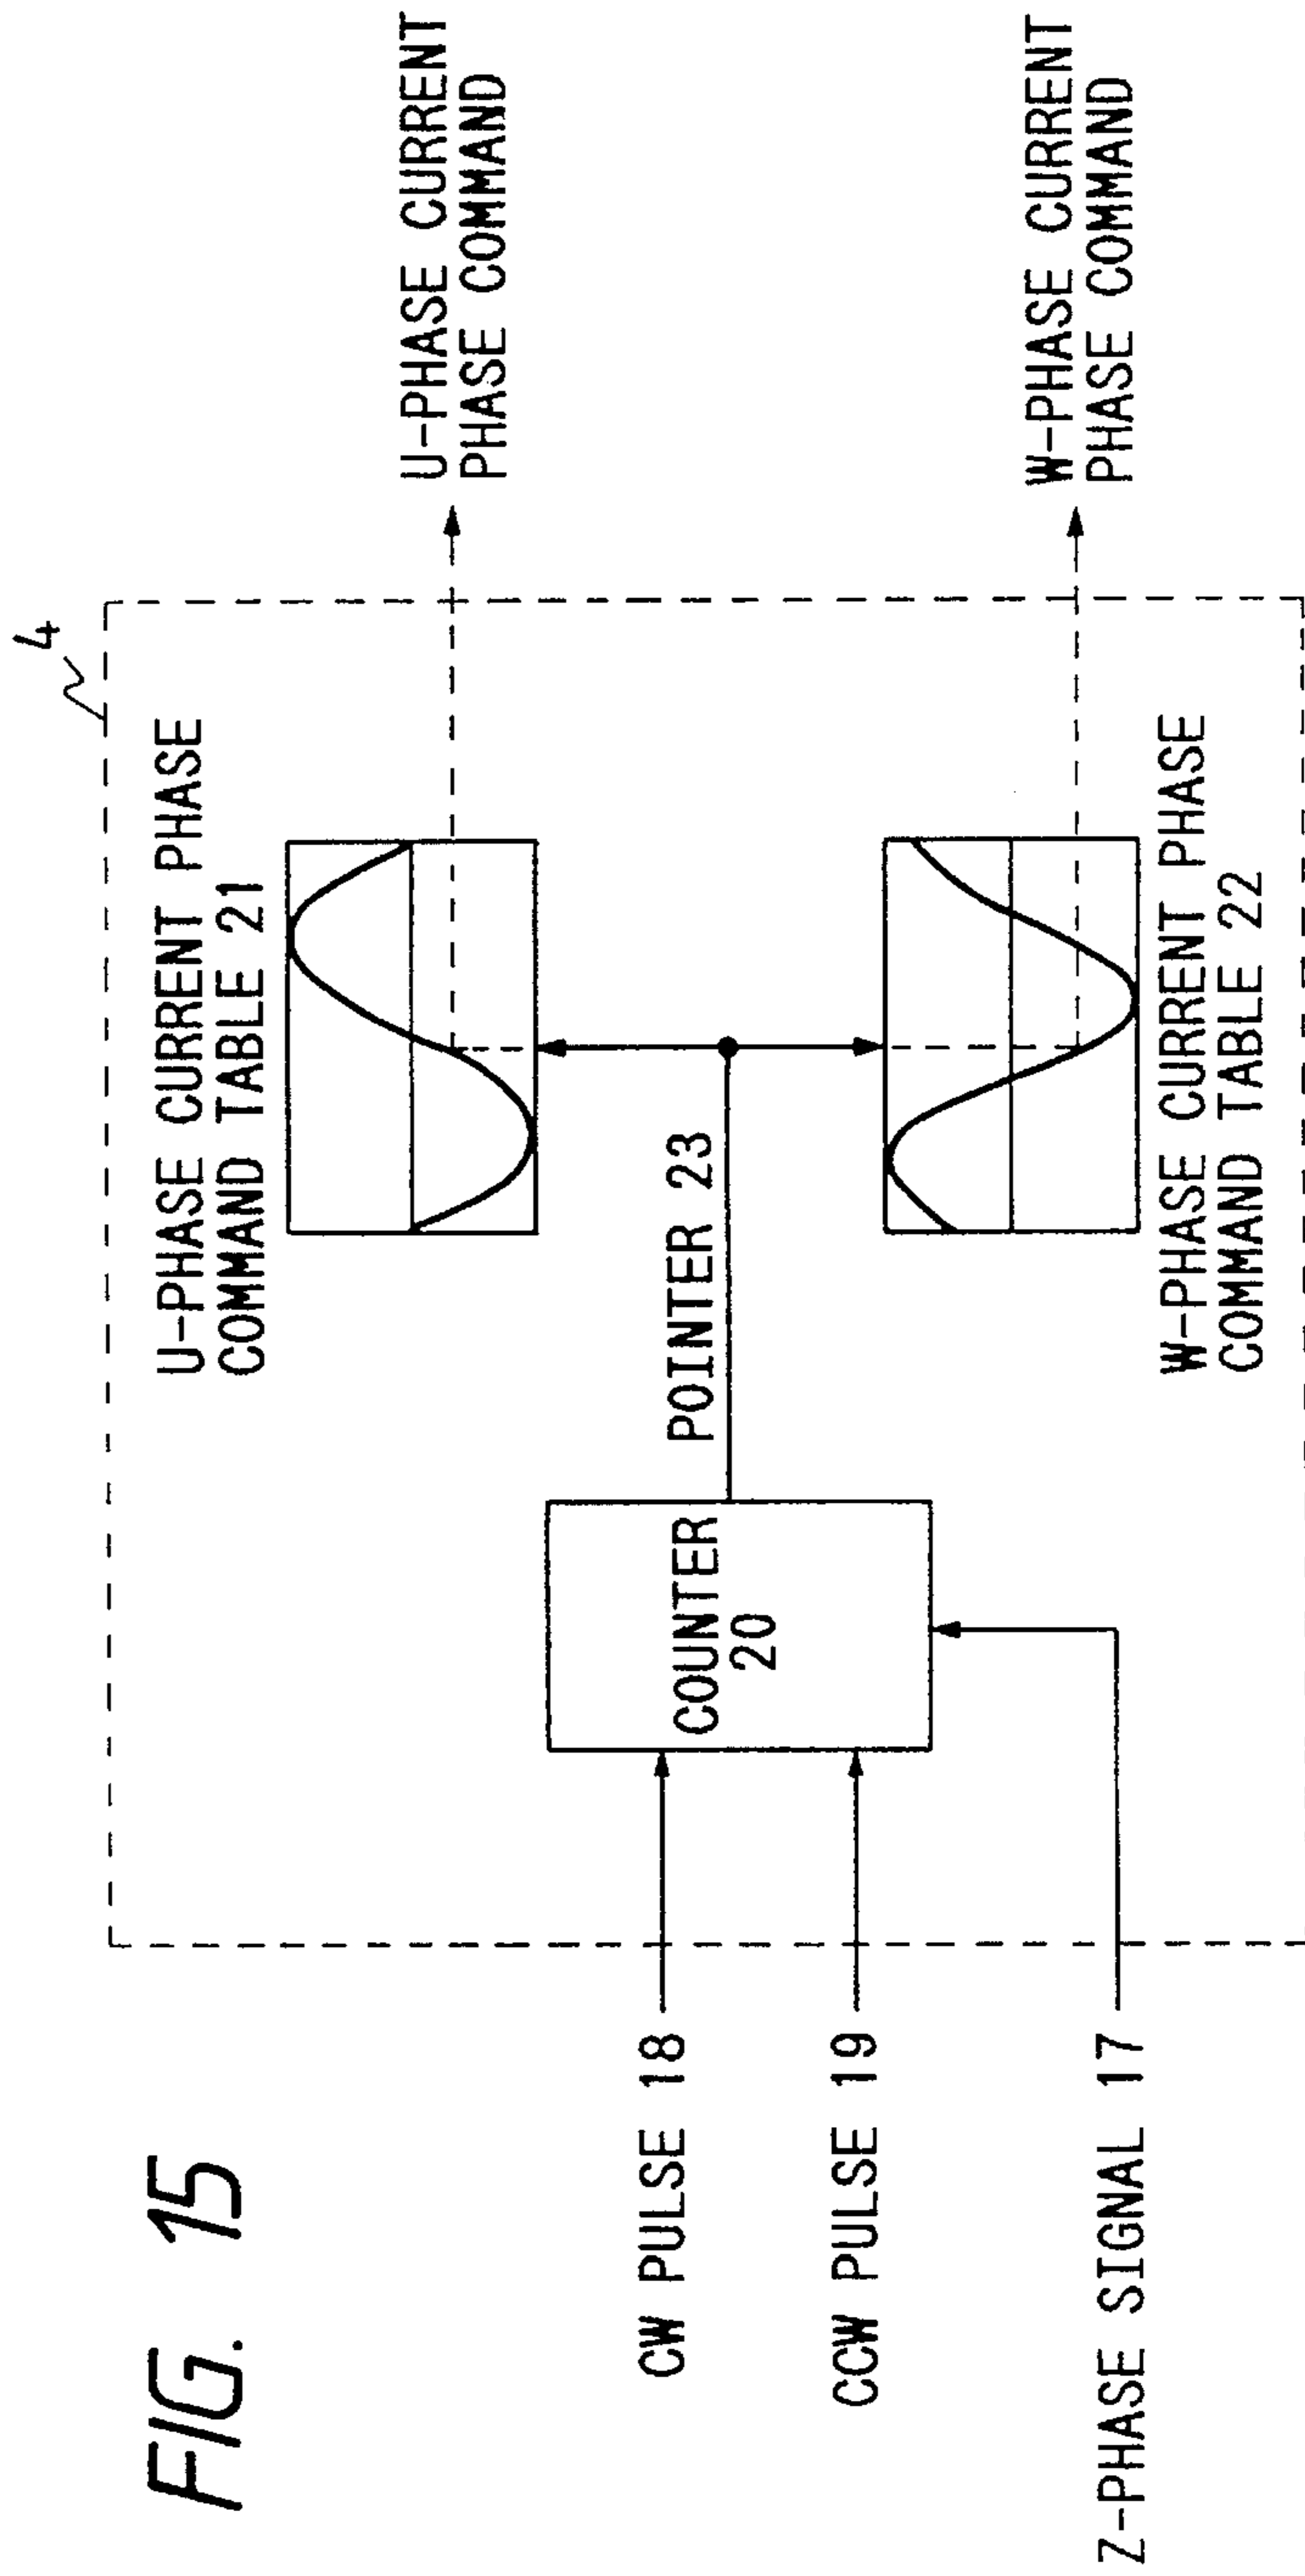 FIG. 15
4
U-PHASE CURRENT PHASE
COMMAND TABLE 21
U-PHASE CURRENT
PHASE COMMAND
CW PULSE 18
CCW PULSE 19
Z-PHASE SIGNAL 17
COUNTER
20
POINTER 23
W-PHASE CURRENT
PHASE COMMAND
W-PHASE CURRENT PHASE
COMMAND TABLE 22